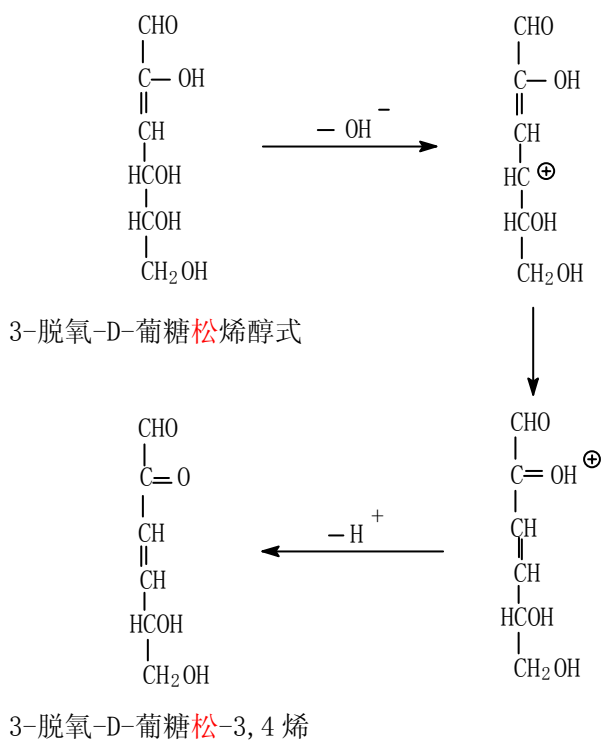 CHO
C—OH
CH
HCOH
HCOH
CH₂OH
— OH⁻
CHO
C—OH
CH
HC⊕
HCOH
CH₂OH
3-脱氧-D-葡糖松烯醇式
CHO
C=OH⊕
CH
CH
HCOH
CH₂OH
—H⁺
CHO
C=O
CH
CH
HCOH
CH₂OH
3-脱氧-D-葡糖松-3,4烯